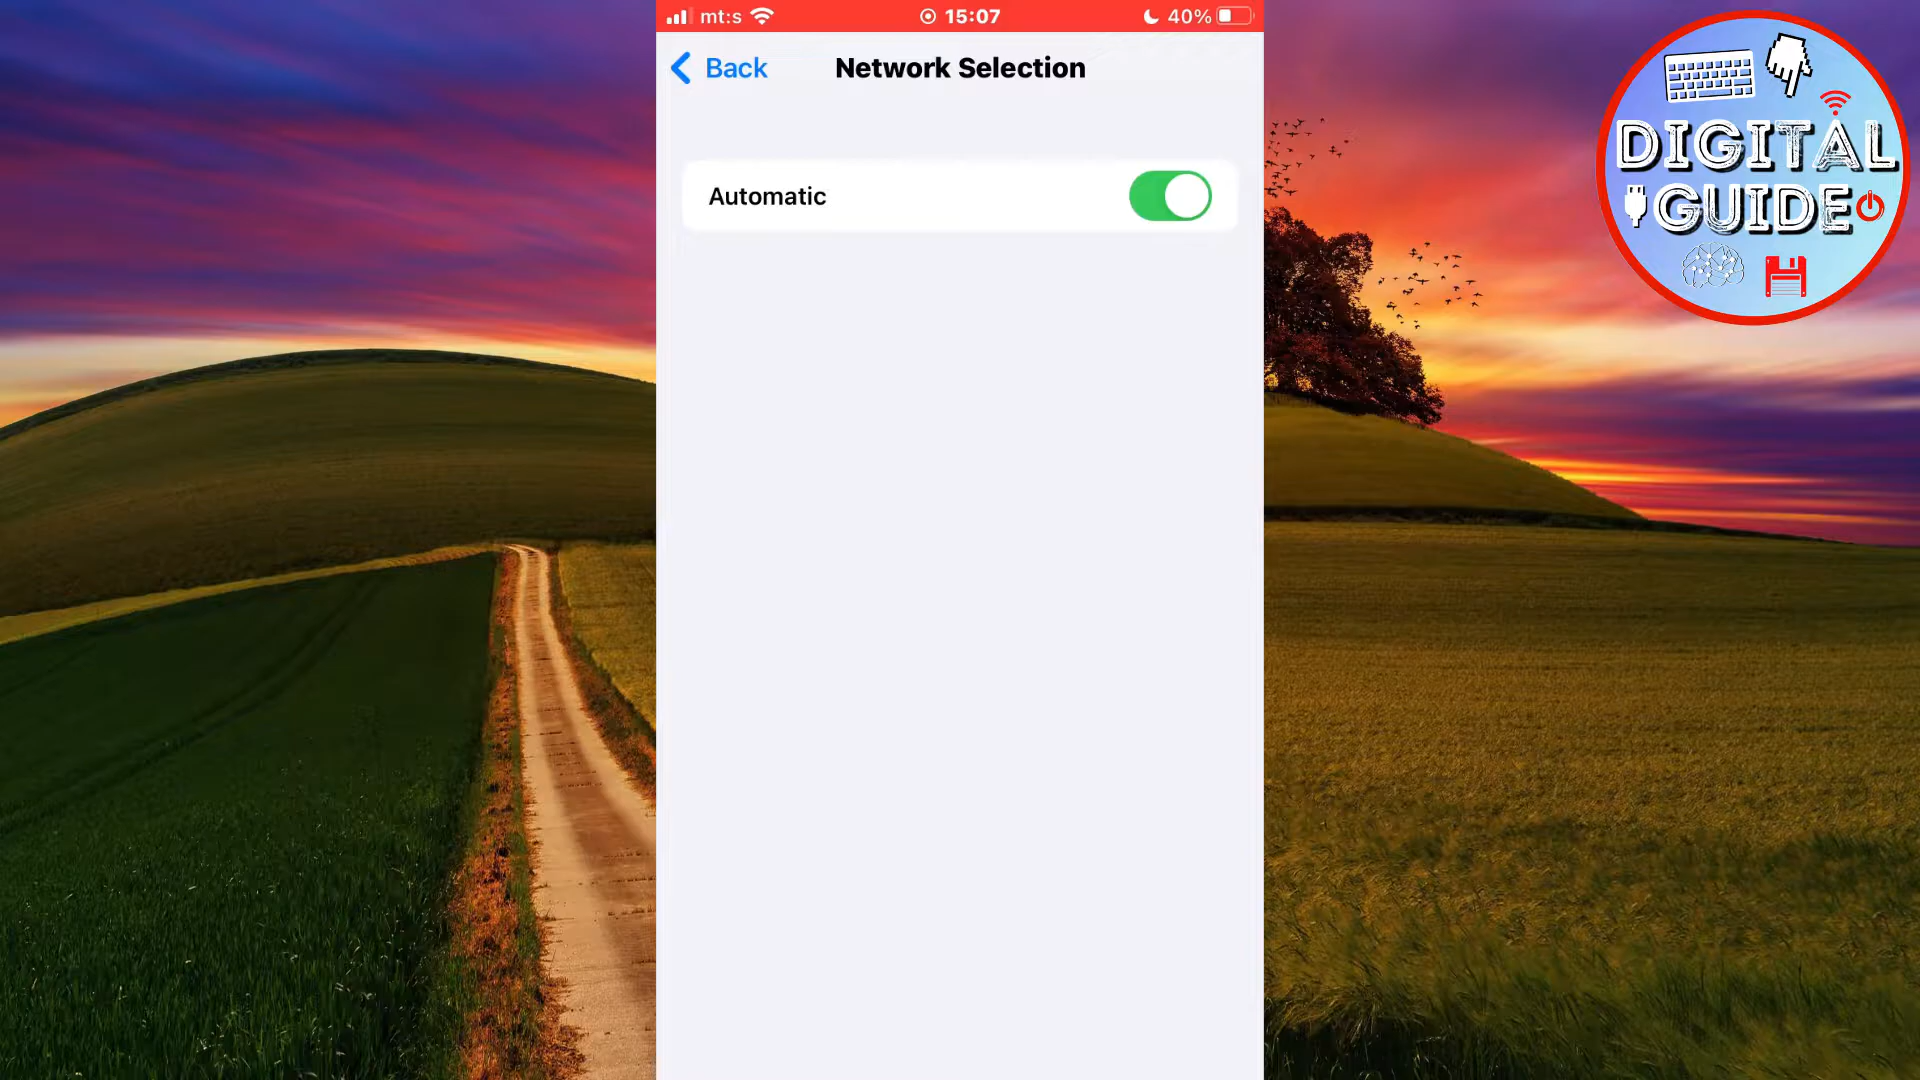 mt:s
15:07
40%
Back
Network Selection
Automatic
DIGITAL
GUIDE